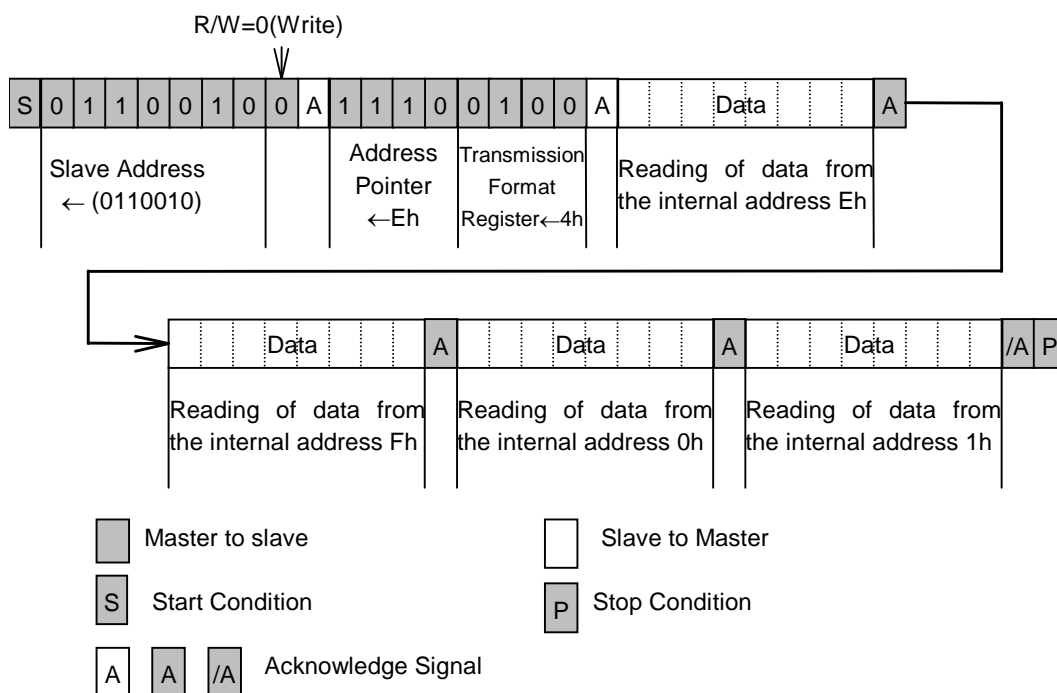 R/W=0(Write)
S 0 1 1 0 0 1 0 0 A 1 1 1 0 0 1 0 0 A Data A
Slave Address
← (0110010)
Address
Pointer
←Eh
Transmission
Format
Register←4h
Reading of data from
the internal address Eh
Data A Data A Data /A P
Reading of data from
the internal address Fh
Reading of data from
the internal address 0h
Reading of data from
the internal address 1h
Master to slave
Slave to Master
S Start Condition
P Stop Condition
A A /A Acknowledge Signal